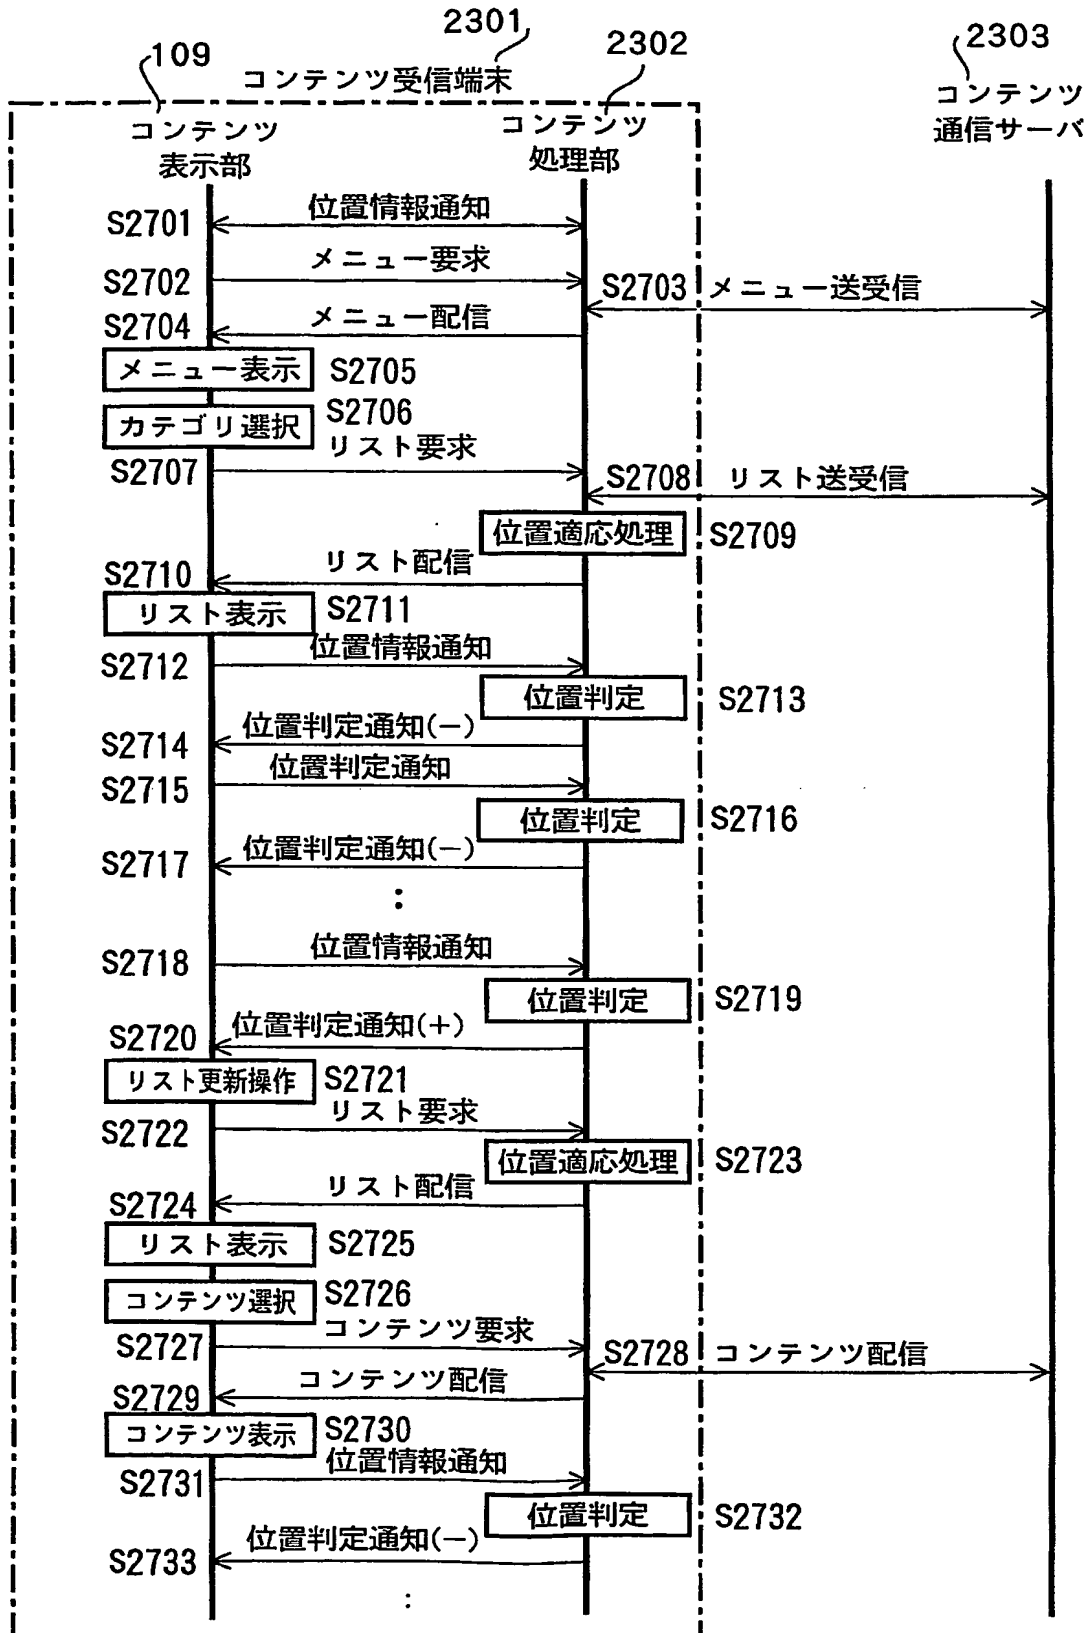 2301
109
2302
2303
コンテンツ受信端末
コンテンツ
表示部
コンテンツ
処理部
コンテンツ
通信サーバ
S2701 位置情報通知
S2702 メニュー要求
S2703 メニュー送受信
S2704 メニュー配信
メニュー表示 S2705
カテゴリ選択 S2706
S2707 リスト要求
S2708 リスト送受信
位置適応処理 S2709
S2710 リスト配信
リスト表示 S2711
S2712 位置情報通知
位置判定 S2713
S2714 位置判定通知(−)
S2715 位置判定通知
位置判定 S2716
S2717 位置判定通知(−)
:
S2718 位置情報通知
位置判定 S2719
S2720 位置判定通知(+)
リスト更新操作 S2721
S2722 リスト要求
位置適応処理 S2723
S2724 リスト配信
リスト表示 S2725
コンテンツ選択 S2726
S2727 コンテンツ要求
S2728 コンテンツ配信
S2729 コンテンツ配信
コンテンツ表示 S2730
S2731 位置情報通知
位置判定 S2732
S2733 位置判定通知(−)
: